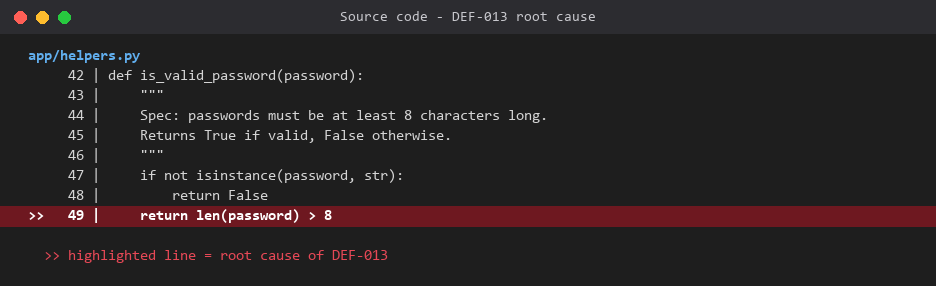 Source code - DEF-013 root cause
app/helpers.py
42 | def is_valid_password(password):
43 |     """
44 |     Spec: passwords must be at least 8 characters long.
45 |     Returns True if valid, False otherwise.
46 |     """
47 |     if not isinstance(password, str):
48 |         return False
>> 49 |     return len(password) > 8
>> highlighted line = root cause of DEF-013